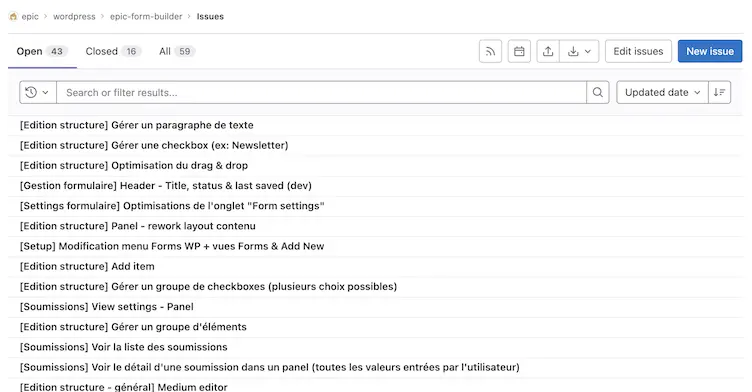 epic > wordpress > epic-form-builder > Issues
Open 43 Closed 16 All 59 Edit issues New issue
Search or filter results... Updated date
[Edition structure] Gérer un paragraphe de texte
[Edition structure] Gérer une checkbox (ex: Newsletter)
[Edition structure] Optimisation du drag & drop
[Gestion formulaire] Header - Title, status & last saved (dev)
[Settings formulaire] Optimisations de l'onglet "Form settings"
[Edition structure] Panel - rework layout contenu
[Setup] Modification menu Forms WP + vues Forms & Add New
[Edition structure] Add item
[Edition structure] Gérer un groupe de checkboxes (plusieurs choix possibles)
[Soumissions] View settings - Panel
[Edition structure] Gérer un groupe d'éléments
[Soumissions] Voir la liste des soumissions
[Soumissions] Voir le détail d'une soumission dans un panel (toutes les valeurs entrées par l'utilisateur)
[Edition structure - général] Medium editor